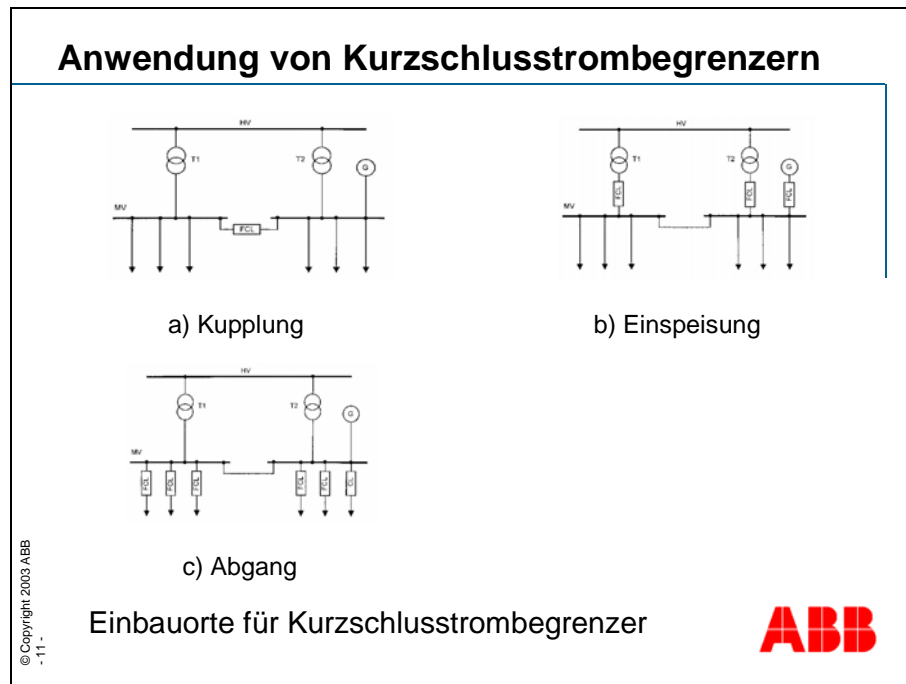 Anwendung von Kurzschlusstrombegrenzern
HV
T1
T2
G
MV
FCL
a) Kupplung
HV
T1
T2
G
FCL
FCL
FCL
MV
b) Einspeisung
HV
T1
T2
G
MV
FCL
FCL
FCL
FCL
FCL
CL
c) Abgang
Einbauorte für Kurzschlusstrombegrenzer
© Copyright 2003 ABB
- 11 -
ABB